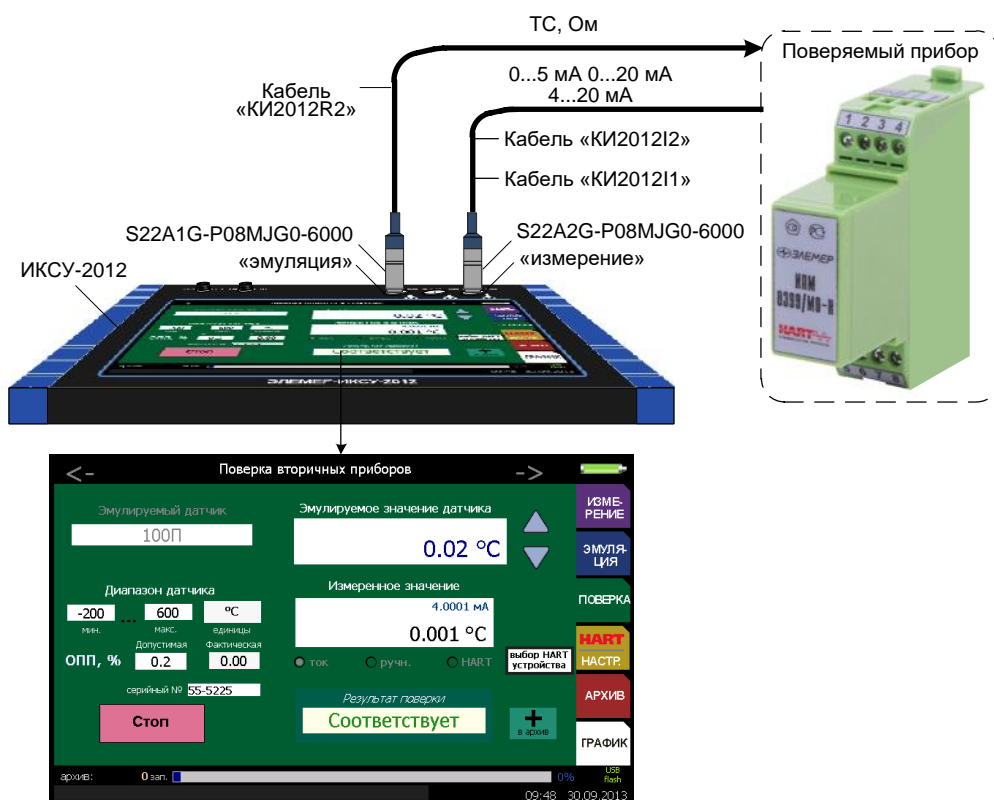 ТС, Ом
Поверяемый прибор
0...5 мА 0...20 мА
4...20 мА
Кабель
«КИ2012R2»
Кабель «КИ2012I2»
Кабель «КИ2012I1»
S22A1G-P08MJG0-6000
«эмуляция»
S22A2G-P08MJG0-6000
«измерение»
ИКСУ-2012
1 2 3 4
ЭЛЕМЕР
HART
Стоп
Соответствует
ЭЛЕМЕР-ИКСУ-2012
<- Поверка вторичных приборов ->
Эмулируемый датчик
100П
Эмулируемое значение датчика
0.02 °C
Диапазон датчика
-200 ... 600 °C
мин. макс. единицы
Допустимая Фактическая
ОПП, % 0.2 0.00
серийный № 55-5225
Стоп
Измеренное значение
4.0001 мА
0.001 °C
ток ручн. HART
выбор HART
устройства
Результат поверки
Соответствует
+
в архив
ИЗМЕ-
РЕНИЕ
ЭМУЛЯ-
ЦИЯ
ПОВЕРКА
HART
НАСТР.
АРХИВ
ГРАФИК
архив: 0 зап. 0% USB
flash
09:48 30.09.2013